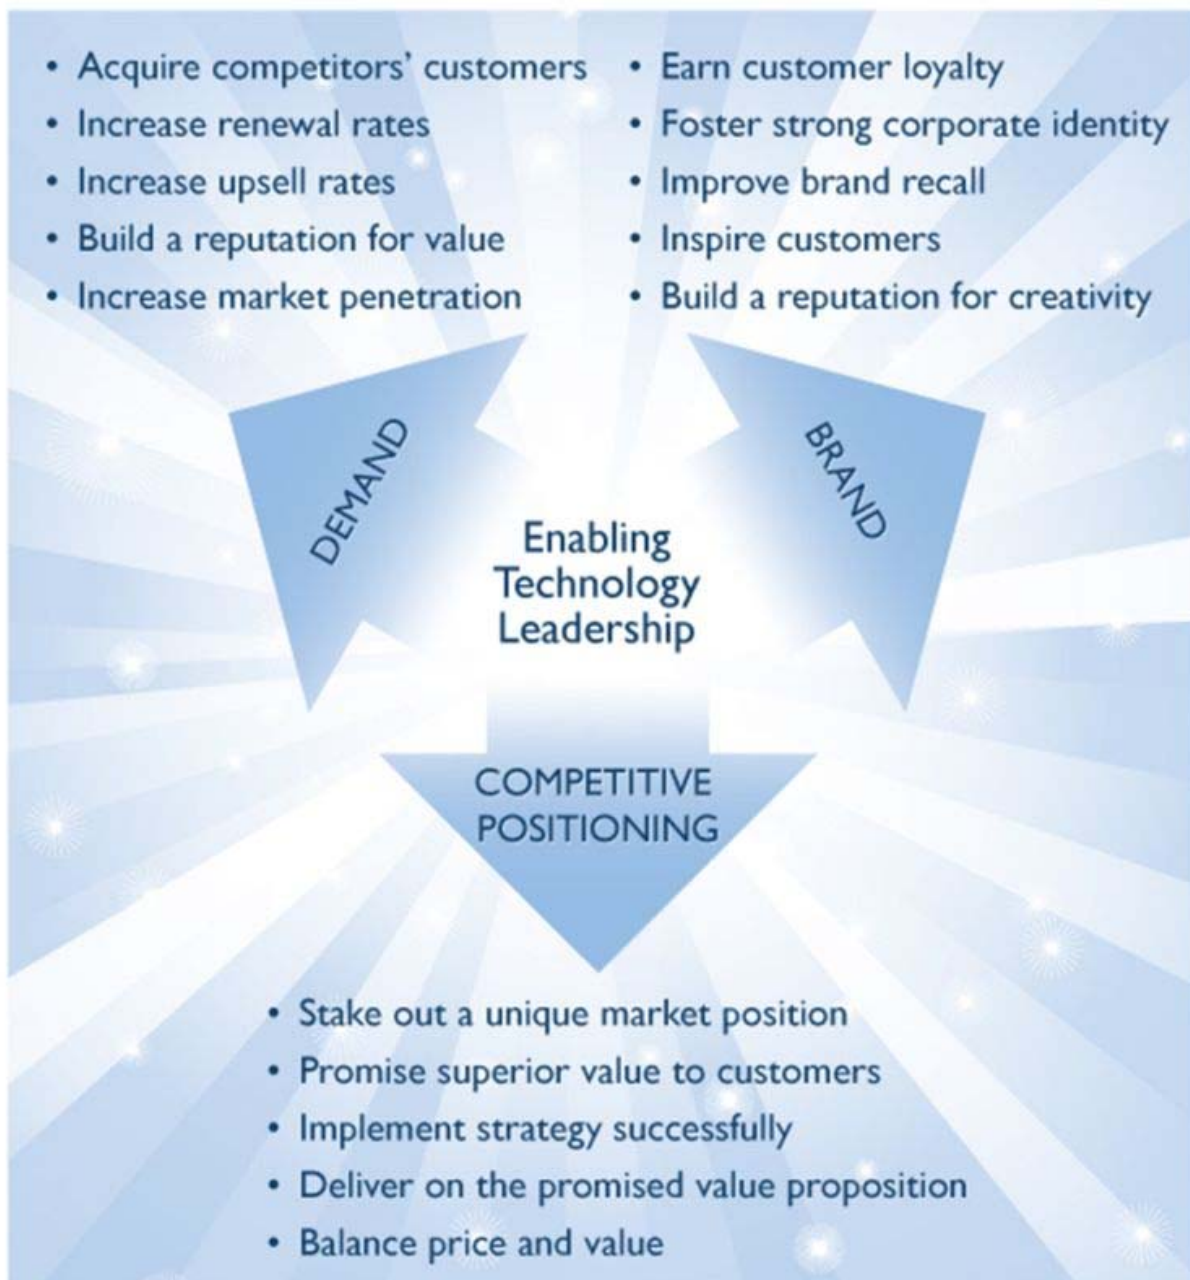 • Acquire competitors' customers
• Increase renewal rates
• Increase upsell rates
• Build a reputation for value
• Increase market penetration
• Earn customer loyalty
• Foster strong corporate identity
• Improve brand recall
• Inspire customers
• Build a reputation for creativity
DEMAND
BRAND
Enabling
Technology
Leadership
COMPETITIVE
POSITIONING
• Stake out a unique market position
• Promise superior value to customers
• Implement strategy successfully
• Deliver on the promised value proposition
• Balance price and value